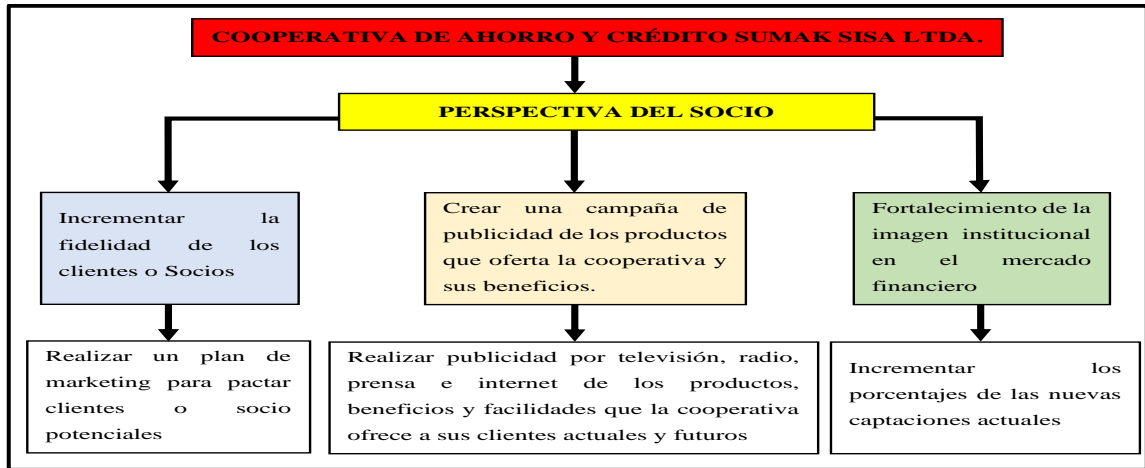 COOPERATIVA DE AHORRO Y CRÉDITO SUMAK SISA LTDA.
PERSPECTIVA DEL SOCIO
Incrementar la
fidelidad de los
clientes o Socios
Crear una campaña de
publicidad de los productos
que oferta la cooperativa y
sus beneficios.
Fortalecimiento de la
imagen institucional
en el mercado
financiero
Realizar un plan de
marketing para pactar
clientes o socio
potenciales
Realizar publicidad por televisión, radio,
prensa e internet de los productos,
beneficios y facilidades que la cooperativa
ofrece a sus clientes actuales y futuros
Incrementar los
porcentajes de las nuevas
captaciones actuales